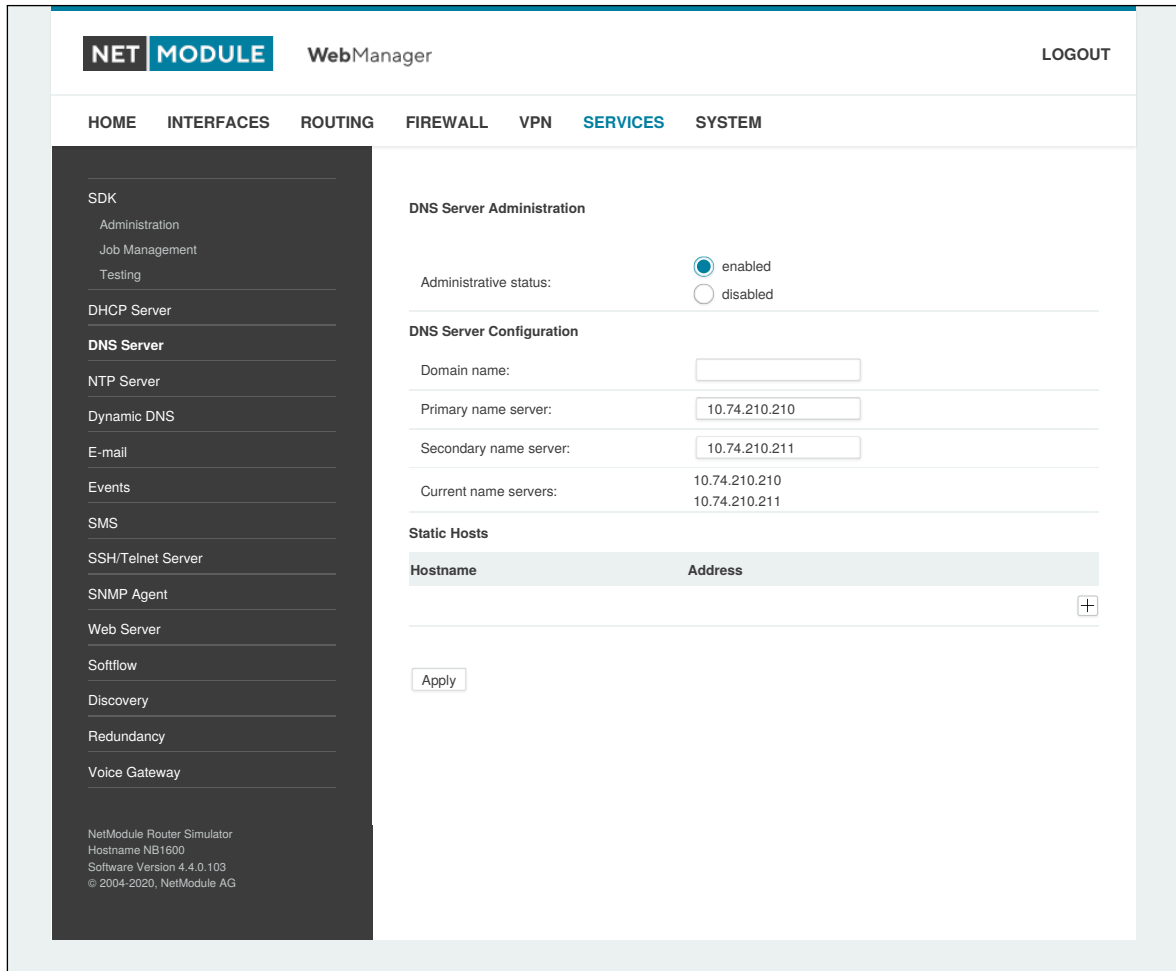 NET MODULE WebManager LOGOUT
HOME INTERFACES ROUTING FIREWALL VPN SERVICES SYSTEM
SDK
Administration
Job Management
Testing
DHCP Server
DNS Server
NTP Server
Dynamic DNS
E-mail
Events
SMS
SSH/Telnet Server
SNMP Agent
Web Server
Softflow
Discovery
Redundancy
Voice Gateway
NetModule Router Simulator
Hostname NB1600
Software Version 4.4.0.103
© 2004-2020, NetModule AG
DNS Server Administration
Administrative status:
enabled
disabled
DNS Server Configuration
Domain name:
Primary name server: 10.74.210.210
Secondary name server: 10.74.210.211
Current name servers:
10.74.210.210
10.74.210.211
Static Hosts
Hostname Address
Apply